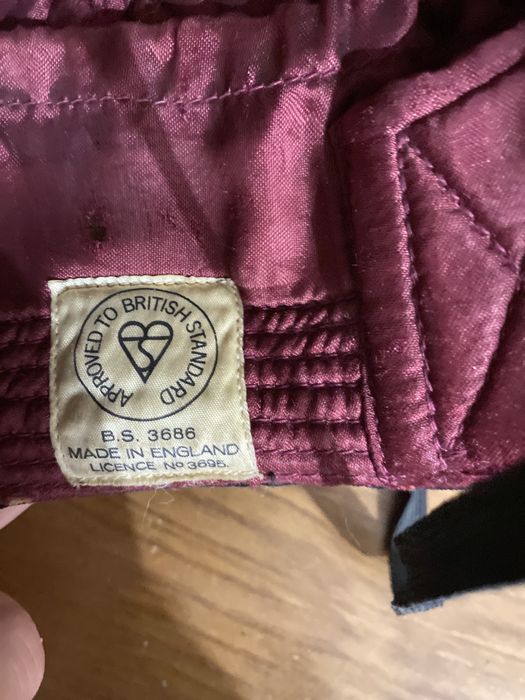 APPROVED TO BRITISH STANDARD
B.S. 3686
MADE IN ENGLAND
LICENCE Nº 3695.